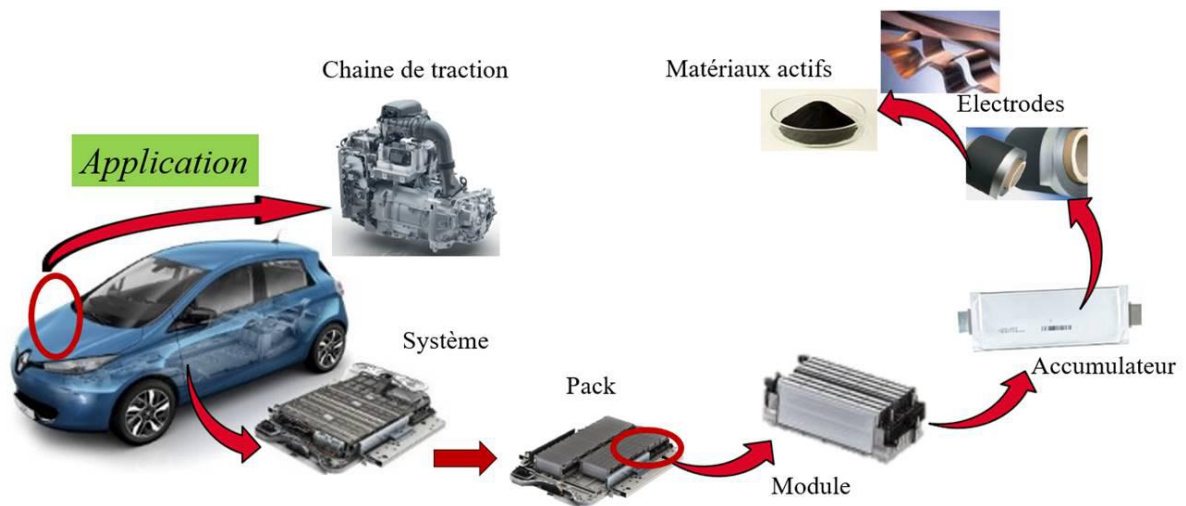 Chaine de traction
Matériaux actifs
Electrodes
Application
Système
Pack
Accumulateur
Module